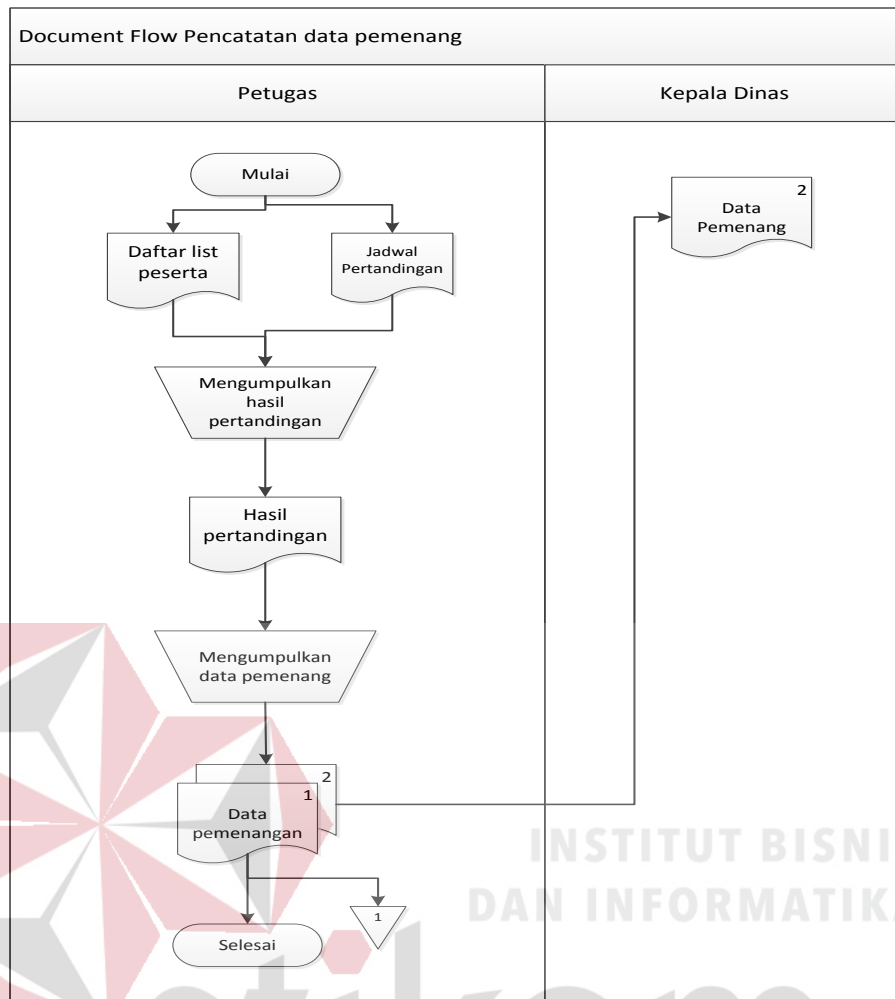 Document Flow Pencatatan data pemenang
Petugas
Kepala Dinas
Mulai
Daftar list
peserta
Jadwal
Pertandingan
2
Data
Pemenang
Mengumpulkan
hasil
pertandingan
Hasil
pertandingan
Mengumpulkan
data pemenang
2
1
Data
pemenangan
1
Selesai
INSTITUT BISNI
DAN INFORMATIKA